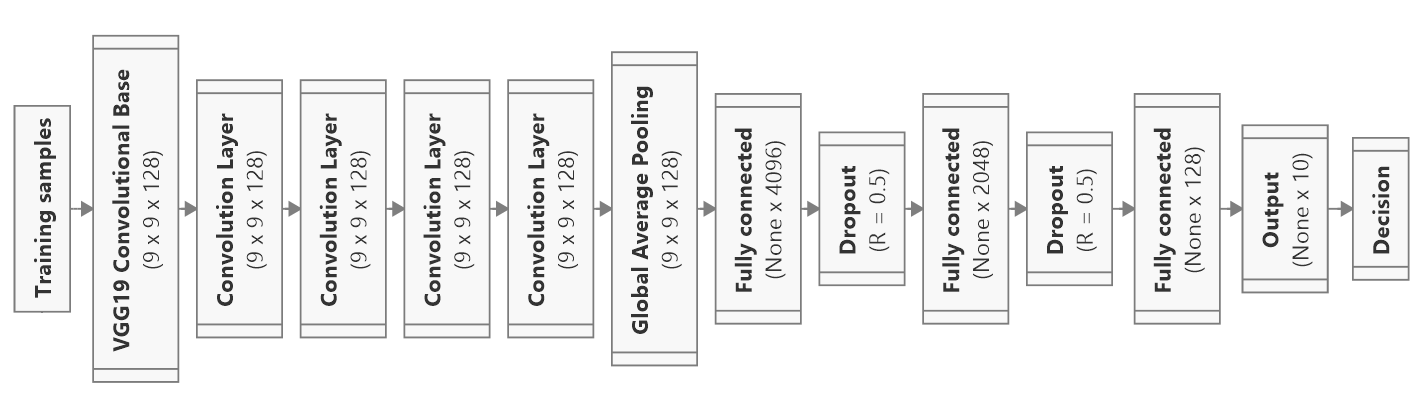 Training samples
VGG19 Convolutional Base
(9 x 9 x 128)
Convolution Layer
(9 x 9 x 128)
Convolution Layer
(9 x 9 x 128)
Convolution Layer
(9 x 9 x 128)
Convolution Layer
(9 x 9 x 128)
Global Average Pooling
(9 x 9 x 128)
Fully connected
(None x 4096)
Dropout
(R = 0.5)
Fully connected
(None x 2048)
Dropout
(R = 0.5)
Fully connected
(None x 128)
Output
(None x 10)
Decision